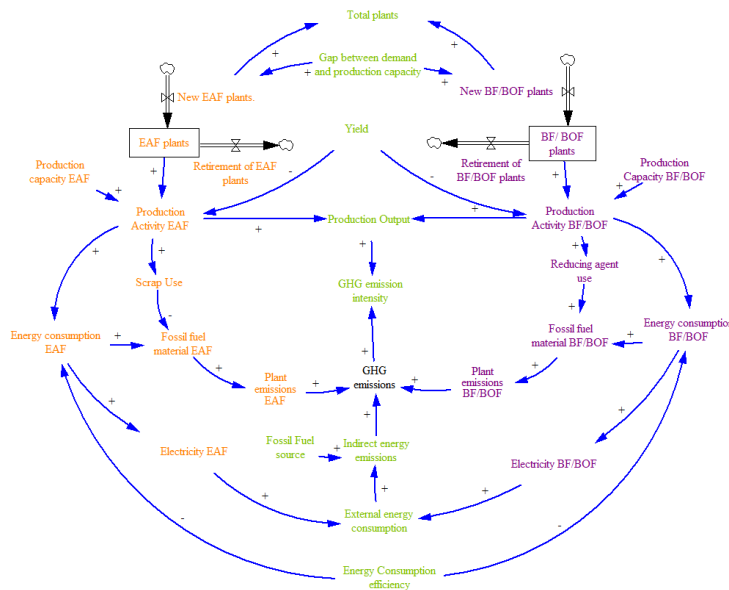 Total plants
+
+
Gap between demand
and production capacity
+
+
New EAF plants.
New BF/BOF plants
EAF plants
Yield
BF/ BOF
plants
Retirement of EAF
plants
Retirement of
BF/BOF plants
Production
capacity EAF
Production
Capacity BF/BOF
+
+
-
-
+
+
Production
Activity EAF
+
Production Output
+
Production
Activity BF/BOF
+
+
+
+
+
Scrap Use
GHG emission
intensity
Reducing agent
use
-
+
Energy consumption
EAF
+
Fossil fuel
material EAF
+
Fossil fuel
material BF/BOF
+
Energy consumption
BF/BOF
+
Plant
emissions
EAF
+
GHG
emissions
+
Plant
emissions BF/BOF
+
+
+
+
Electricity EAF
Fossil Fuel
source
+
Indirect energy
emissions
Electricity BF/BOF
+
+
+
External energy
consumption
-
-
Energy Consumption
efficiency